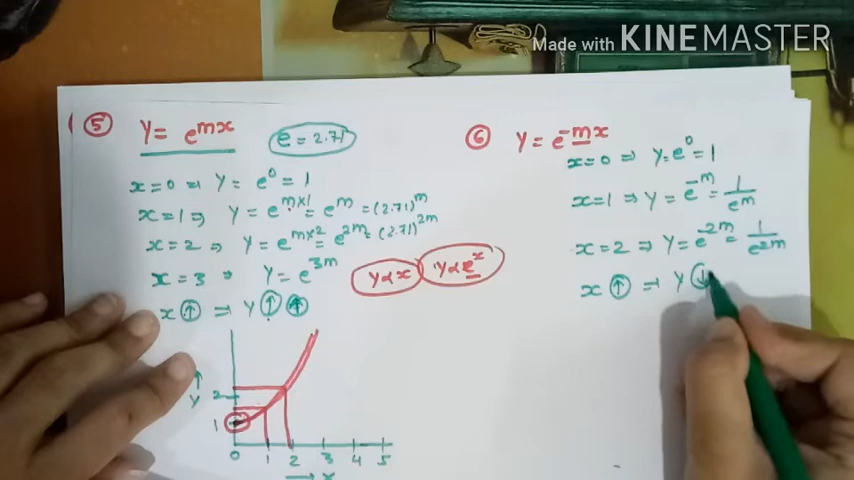 Made with KINEMASTER
⑤ y = e^mx e = 2.71
x=0 ⇒ y = e^0 = 1
x=1 ⇒ y = e^m×1 = e^m = (2.71)^m
x=2 ⇒ y = e^m×2 = e^2m = (2.71)^2m
x=3 ⇒ y = e^3m
y∝x y∝e^x
x ↑ ⇒ y ↑ ↑
↑ y
2
1
0 1 2 3 4 5
→ x
⑥ y = e^-mx
x=0 ⇒ y=e^0=1
x=1 ⇒ y=e^-m = 1/e^m
x=2 ⇒ y=e^-2m = 1/e^2m
x ↑ ⇒ y ↓